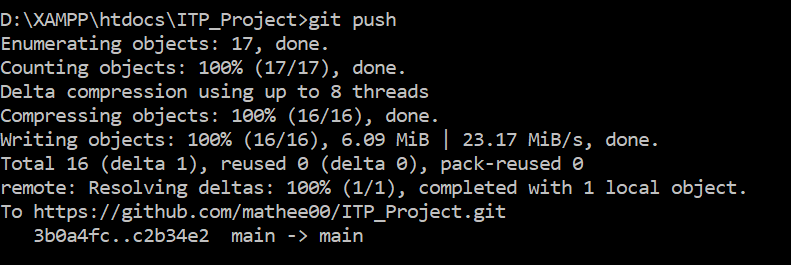 D:\XAMPP\htdocs\ITP_Project>git push
Enumerating objects: 17, done.
Counting objects: 100% (17/17), done.
Delta compression using up to 8 threads
Compressing objects: 100% (16/16), done.
Writing objects: 100% (16/16), 6.09 MiB | 23.17 MiB/s, done.
Total 16 (delta 1), reused 0 (delta 0), pack-reused 0
remote: Resolving deltas: 100% (1/1), completed with 1 local object.
To https://github.com/mathee00/ITP_Project.git
   3b0a4fc..c2b34e2  main -> main